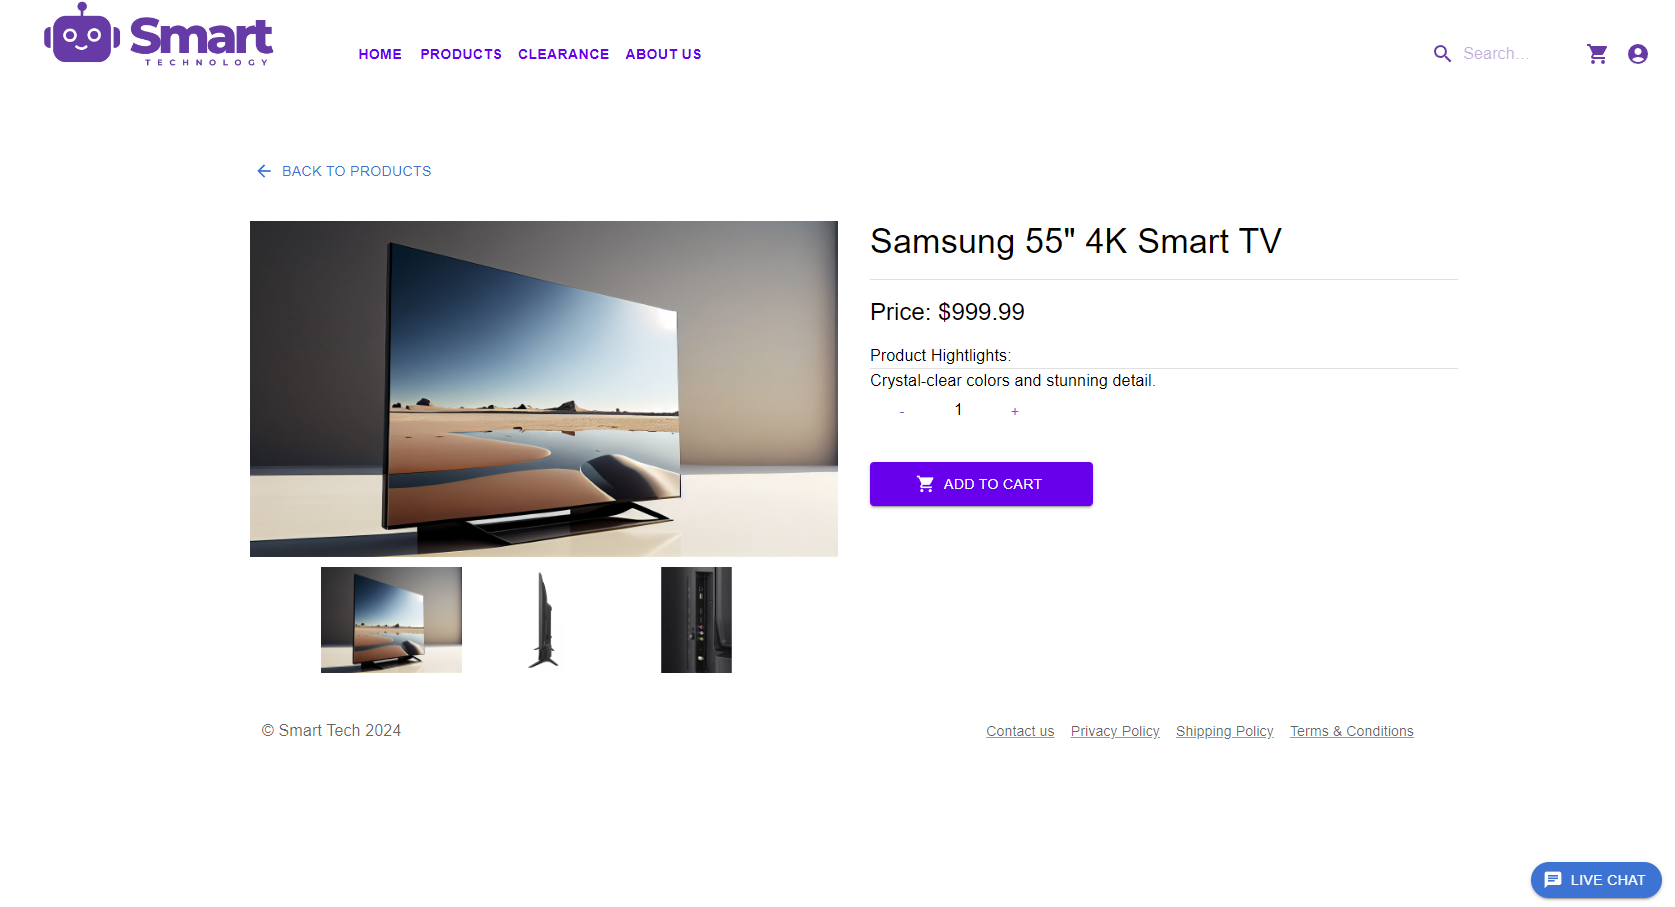 Smart
TECHNOLOGY
HOME PRODUCTS CLEARANCE ABOUT US
Search...
BACK TO PRODUCTS
Samsung 55" 4K Smart TV
Price: $999.99
Product Hightlights:
Crystal-clear colors and stunning detail.
- 1 +
ADD TO CART
© Smart Tech 2024
Contact us Privacy Policy Shipping Policy Terms & Conditions
LIVE CHAT